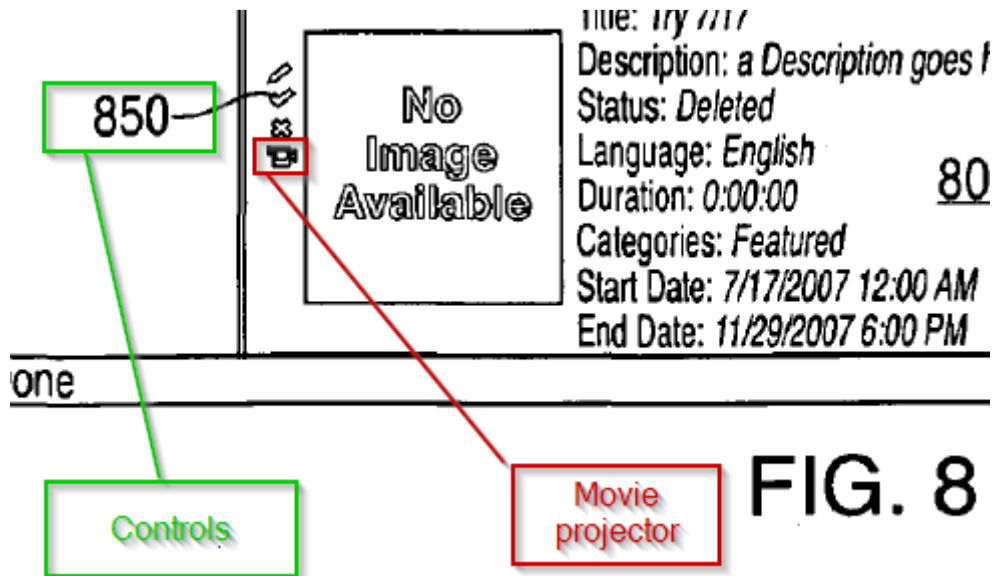 Title: Try 7/17
Description: a Description goes
850
Status: Deleted
No
Image
Available
Language: English
Duration: 0:00:00
80
Categories: Featured
Start Date: 7/17/2007 12:00 AM
End Date: 11/29/2007 6:00 PM
one
Controls
Movie
projector
FIG. 8